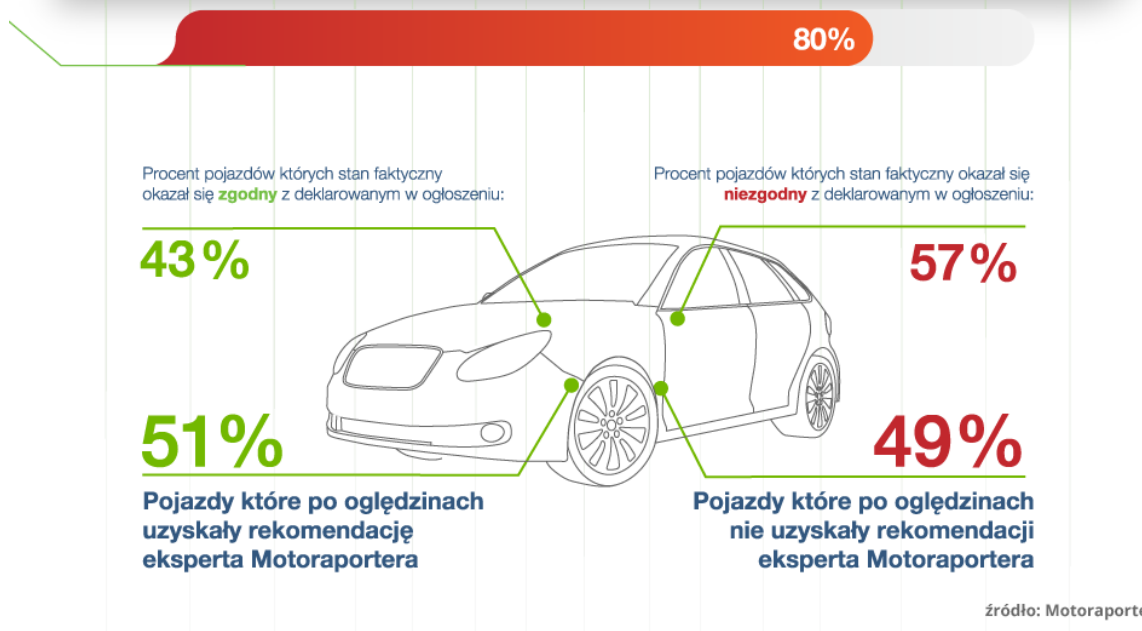 80%
Procent pojazdów których stan faktyczny
okazał się zgodny z deklarowanym w ogłoszeniu:
43%
Procent pojazdów których stan faktyczny okazał się
niezgodny z deklarowanym w ogłoszeniu:
57%
51%
Pojazdy które po oględzinach
uzyskały rekomendację
eksperta Motoraportera
49%
Pojazdy które po oględzinach
nie uzyskały rekomendacji
eksperta Motoraportera
źródło: Motoraporte